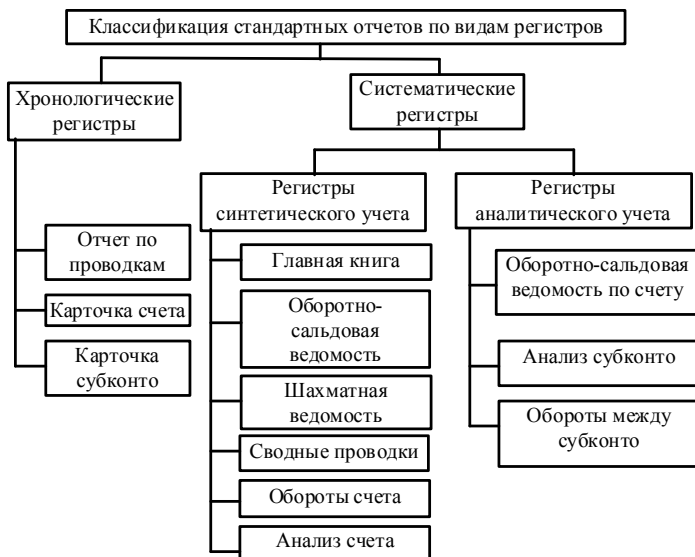 Классификация стандартных отчетов по видам регистров
Хронологические
регистры
Систематические
регистры
Регистры
синтетического учета
Регистры
аналитического учета
Отчет по
проводкам
Карточка счета
Карточка
субконто
Главная книга
Оборотно-
сальдовая
ведомость
Шахматная
ведомость
Сводные проводки
Обороты счета
Анализ счета
Оборотно-сальдовая
ведомость по счету
Анализ субконто
Обороты между
субконто